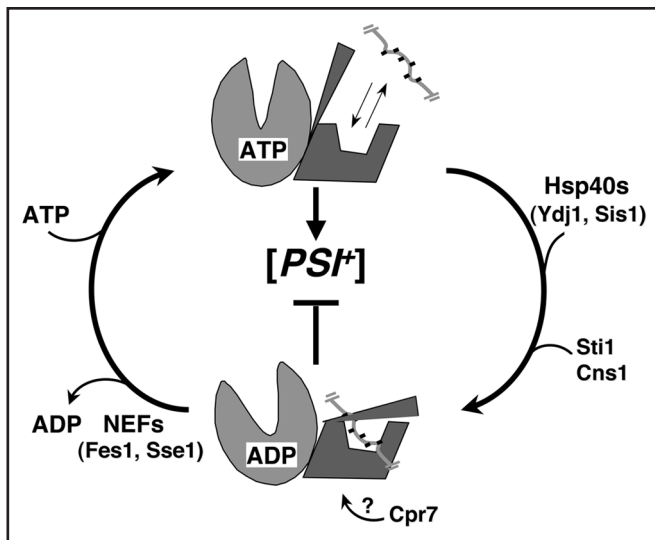 ATP
ATP
Hsp40s
(Ydj1, Sis1)
[PSI+]
Sti1
Cns1
ADP NEFs
(Fes1, Sse1)
ADP
?
Cpr7